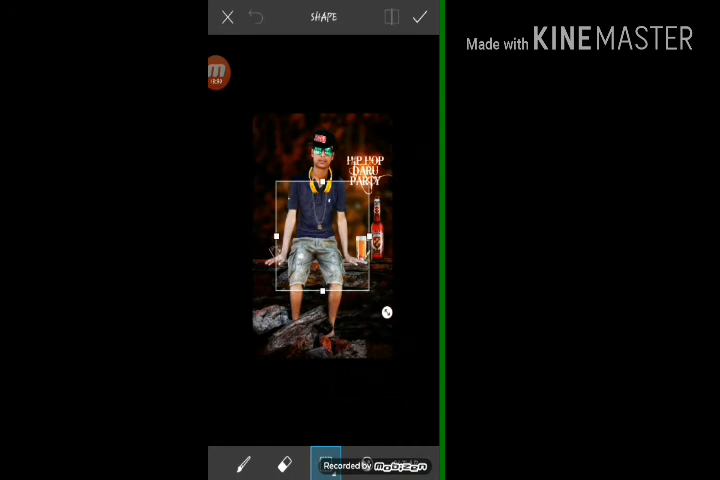 SHAPE
Made with KINEMASTER
HIP HOP
DARU
PARTY
Recorded by mobizen